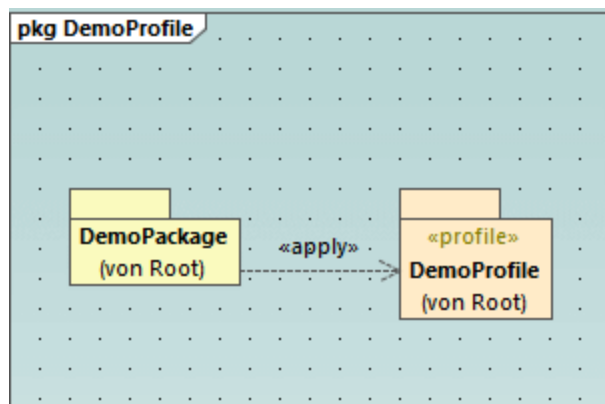 pkg DemoProfile
DemoPackage
(von Root)
«apply»
«profile»
DemoProfile
(von Root)